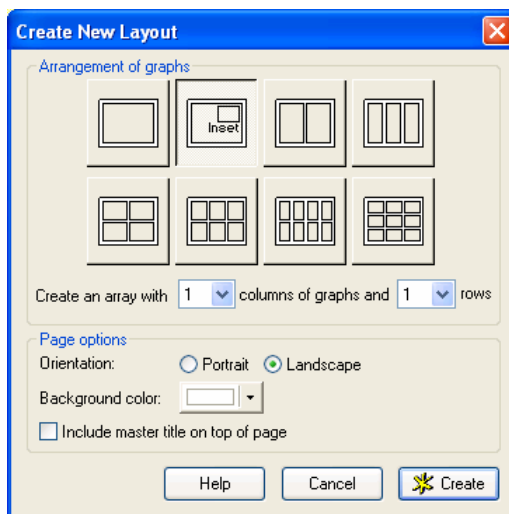 Create New Layout
Arrangement of graphs
Inset
Create an array with 1 columns of graphs and 1 rows
Page options
Orientation: Portrait Landscape
Background color:
Include master title on top of page
Help Cancel Create